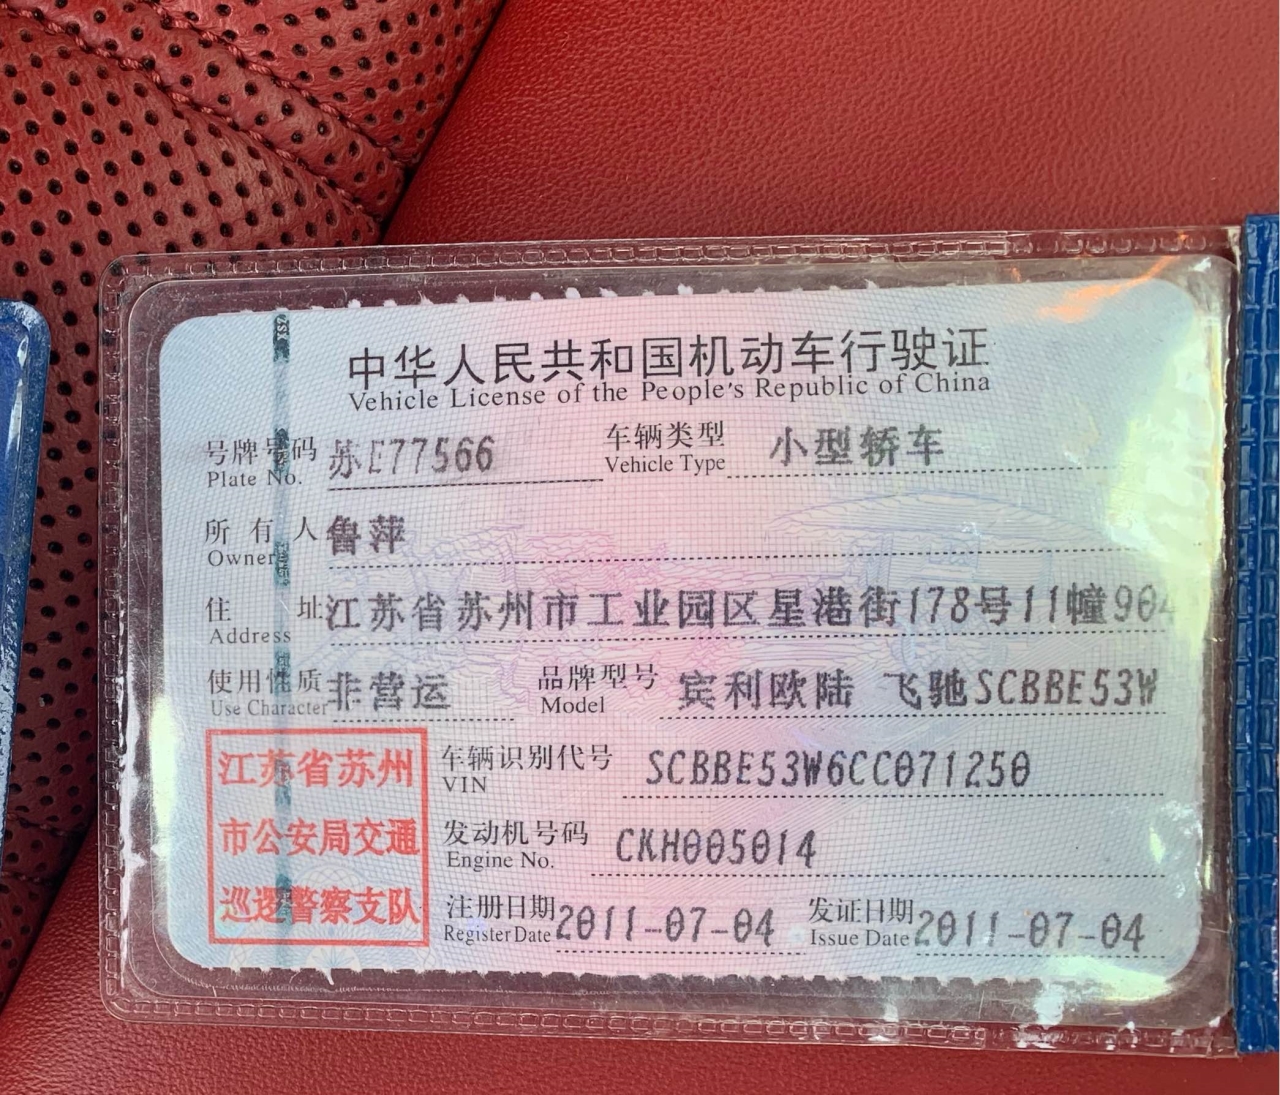 中华人民共和国机动车行驶证
Vehicle License of the People's Republic of China
号牌号码 苏E77566 车辆类型 小型轿车
Plate No. Vehicle Type
所有人 鲁萍
Owner
住址 江苏省苏州市工业园区星港街178号11幢904
Address
使用性质 非营运 品牌型号 宾利欧陆 飞驰SCBBE53W
Use Character Model
江苏省苏州
市公安局交通
巡逻警察支队
车辆识别代号 SCBBE53W6CC071250
VIN
发动机号码 CKH005014
Engine No.
注册日期 2011-07-04 发证日期 2011-07-04
Register Date Issue Date